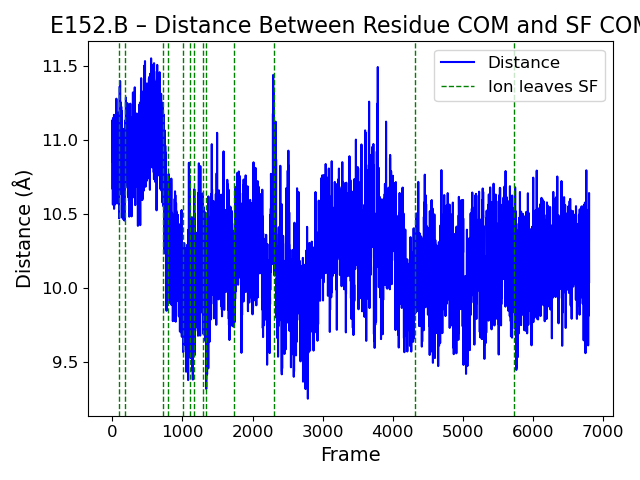 E152.B – Distance Between Residue COM and SF COM
Distance
Ion leaves SF
11.5
11.0
10.5
10.0
9.5
Distance (Å)
0 1000 2000 3000 4000 5000 6000 7000
Frame